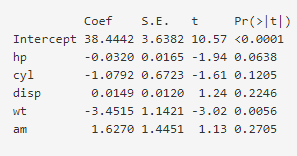 Coef S.E. t Pr(>|t|)
Intercept 38.4442 3.6382 10.57 <0.0001
hp -0.0320 0.0165 -1.94 0.0638
cyl -1.0792 0.6723 -1.61 0.1205
disp 0.0149 0.0120 1.24 0.2246
wt -3.4515 1.1421 -3.02 0.0056
am 1.6270 1.4451 1.13 0.2705